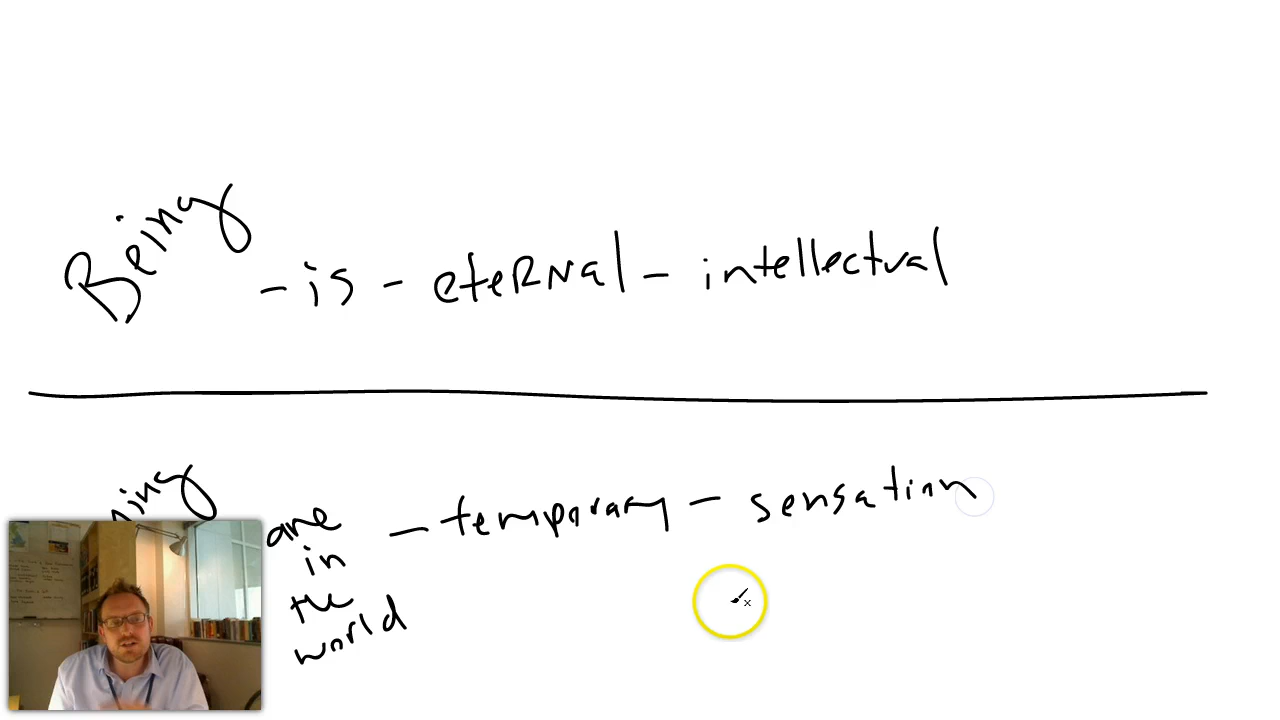 Being - is - eternal - intellectual
are - temporary - sensation
in
the
world